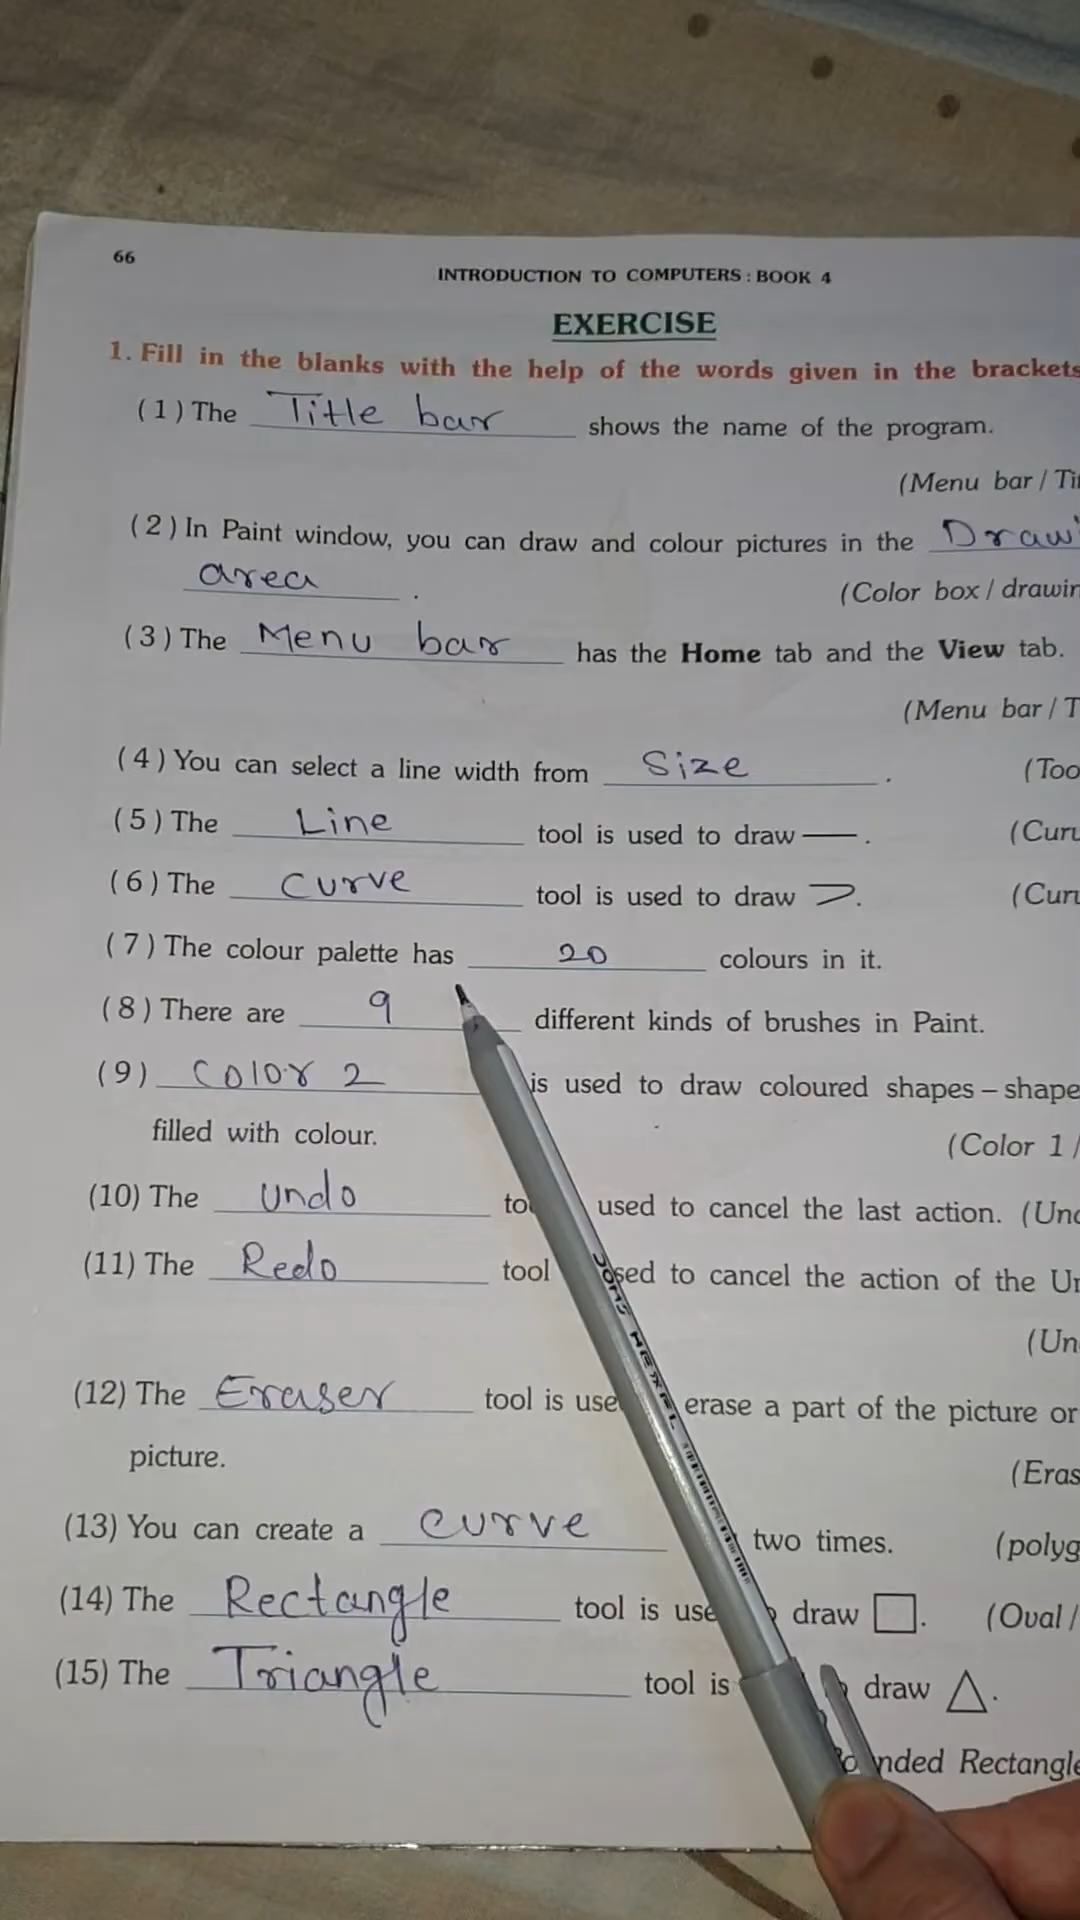 66
INTRODUCTION TO COMPUTERS : BOOK 4
EXERCISE
1. Fill in the blanks with the help of the words given in the brackets
(1) The Title bar shows the name of the program.
(Menu bar /
(2) In Paint window, you can draw and colour pictures in the
area .
(Color box /
(3) The Menu bar has the Home tab and the View tab.
(Menu bar /
(4) You can select a line width from Size .
(5) The Line tool is used to draw —.
(6) The Curve tool is used to draw .
(7) The colour palette has 20 colours in it.
(8) There are 9 different kinds of brushes in Paint.
(9) Color 2 is used to draw coloured shapes – shape
filled with colour.
(Color 1 /
(10) The Undo used to cancel the last action.
(11) The Redo tool to cancel the action of the
(12) The Eraser tool is erase a part of the picture or
picture.
(13) You can create a curve two times.
(14) The Rectangle tool is draw □. (Oval /
(15) The Triangle tool is draw △.
Rectangle
DOMS